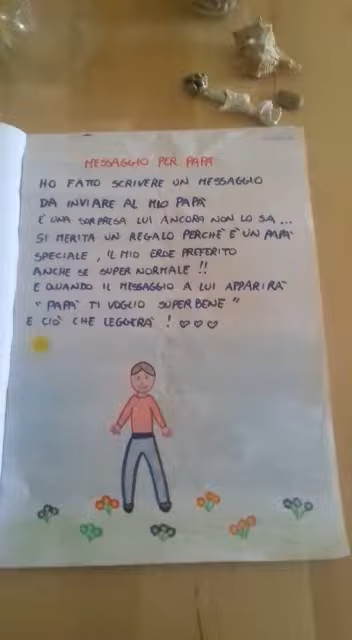 MESSAGGIO PER PAPÀ
HO FATTO SCRIVERE UN MESSAGGIO
DA INVIARE AL MIO PAPÀ
È UNA SORPRESA LUI ANCORA NON LO SA...
SI MERITA UN REGALO PERCHÈ È UN PAPÀ
SPECIALE, IL MIO EROE PREFERITO
ANCHE SE SUPER NORMALE !!
E QUANDO IL MESSAGGIO A LUI APPARIRÀ
"PAPÀ TI VOGLIO SUPER BENE"
E CIÒ CHE LEGGERÀ ! ♡♡♡